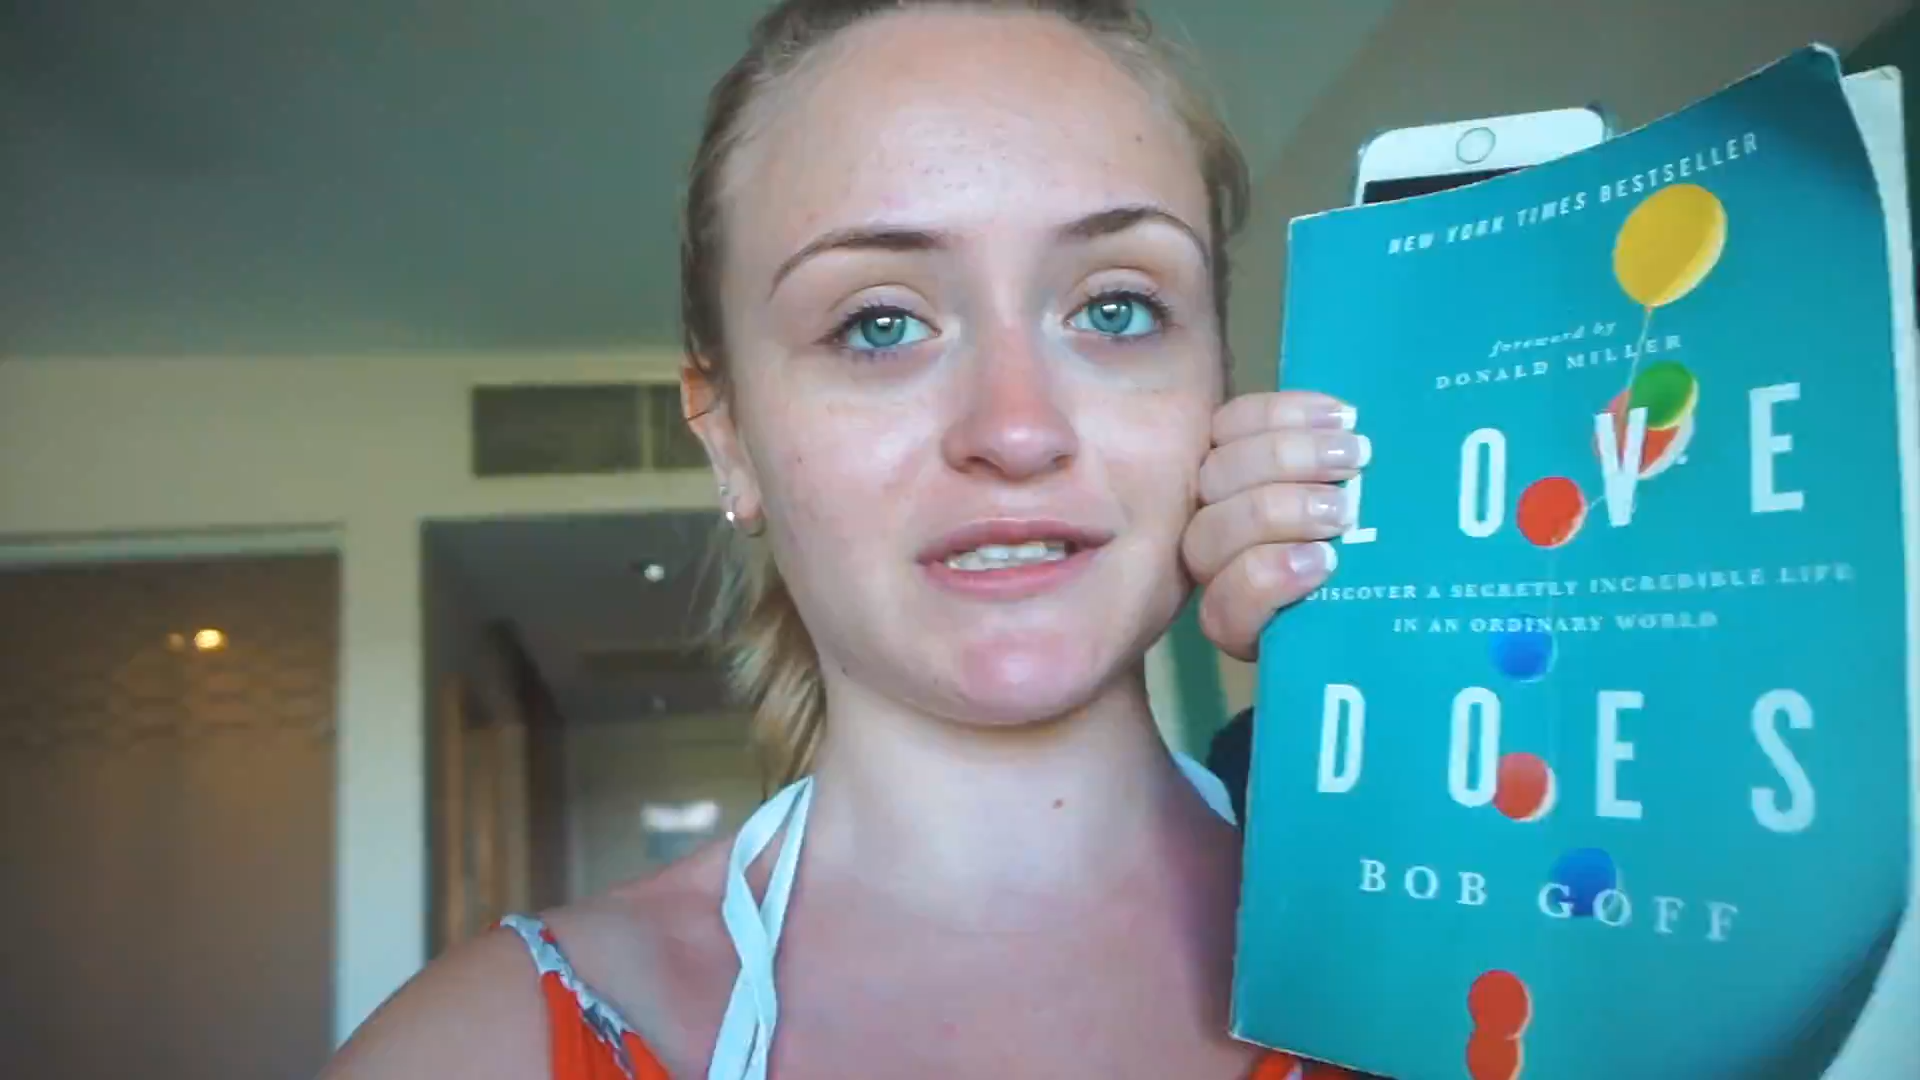 NEW YORK TIMES BESTSELLER
foreword by
DONALD MILLER
LOVE
DISCOVER A SECRETLY INCREDIBLE LIFE
IN AN ORDINARY WORLD
DOES
BOB GOFF